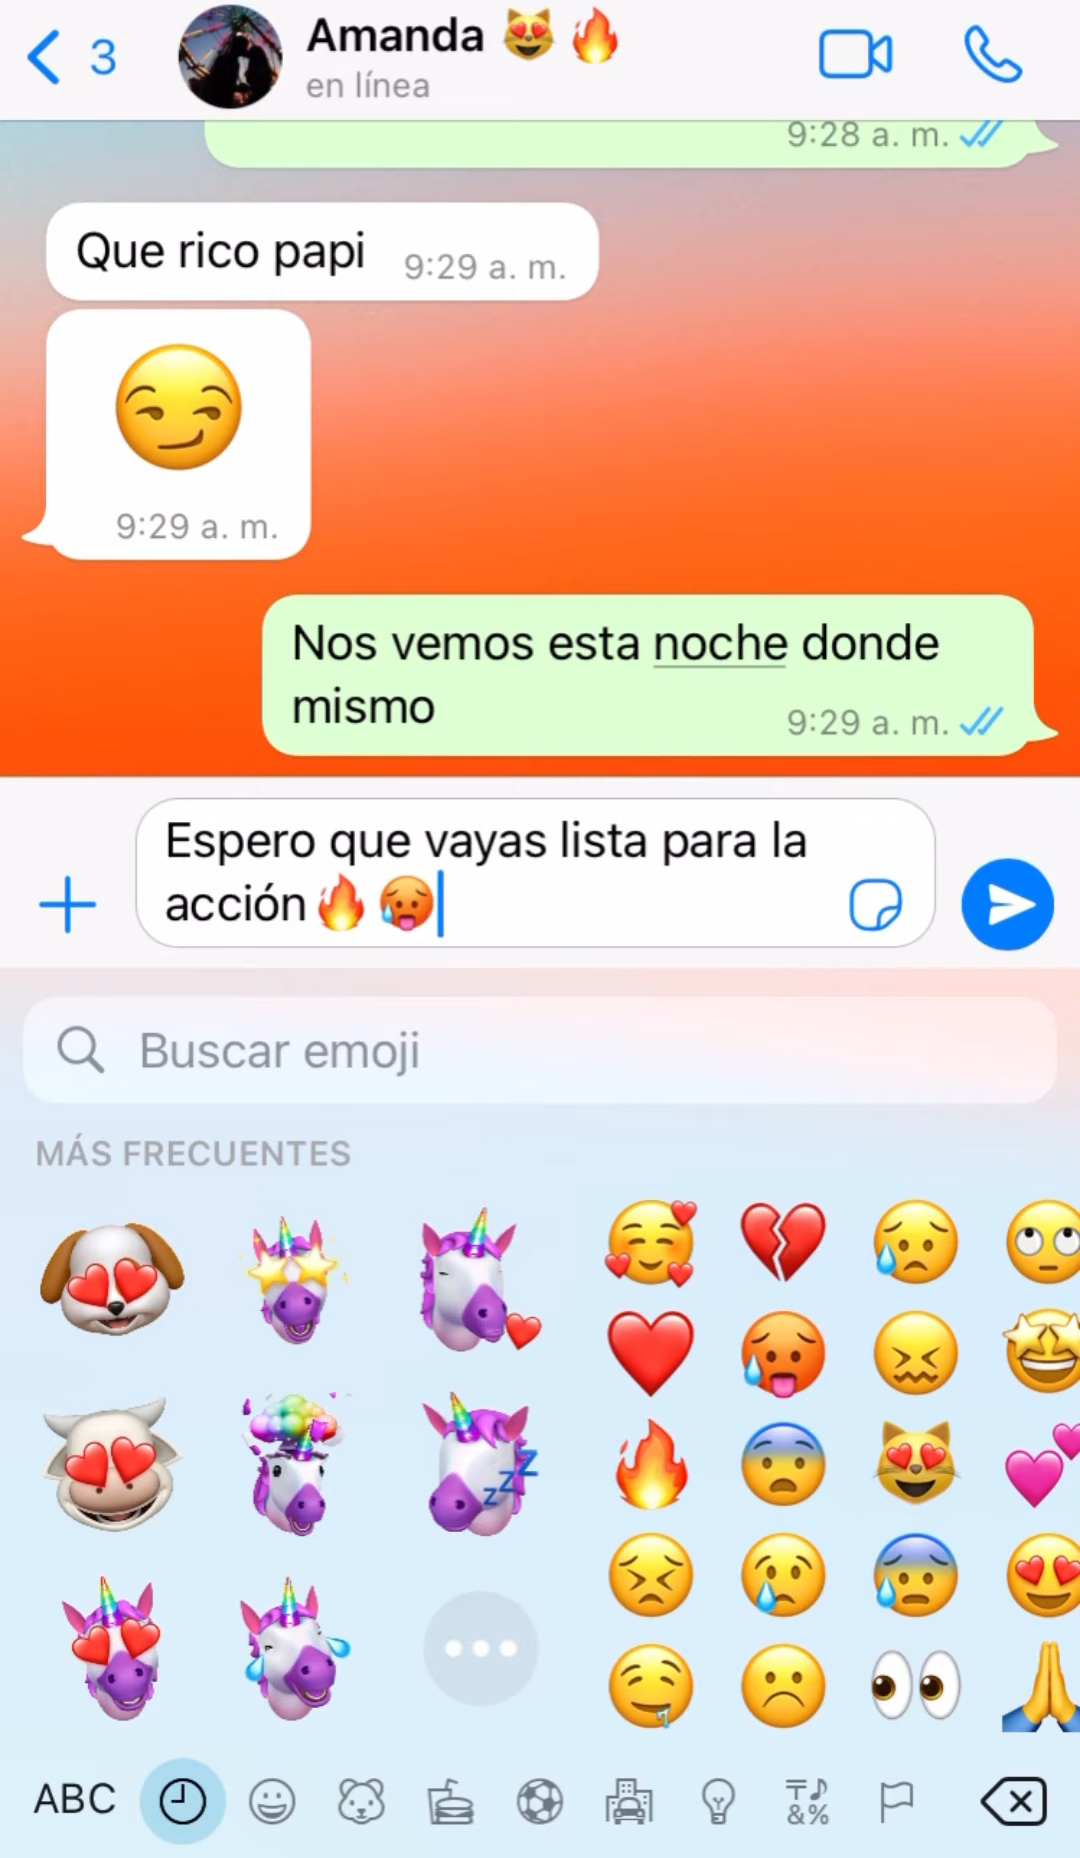 3
Amanda 😻🔥
en línea
9:28 a. m.
Que rico papi 9:29 a. m.
😏
9:29 a. m.
Nos vemos esta noche donde
mismo 9:29 a. m.
Espero que vayas lista para la
acción 🔥🥵
Buscar emoji
MÁS FRECUENTES
ABC